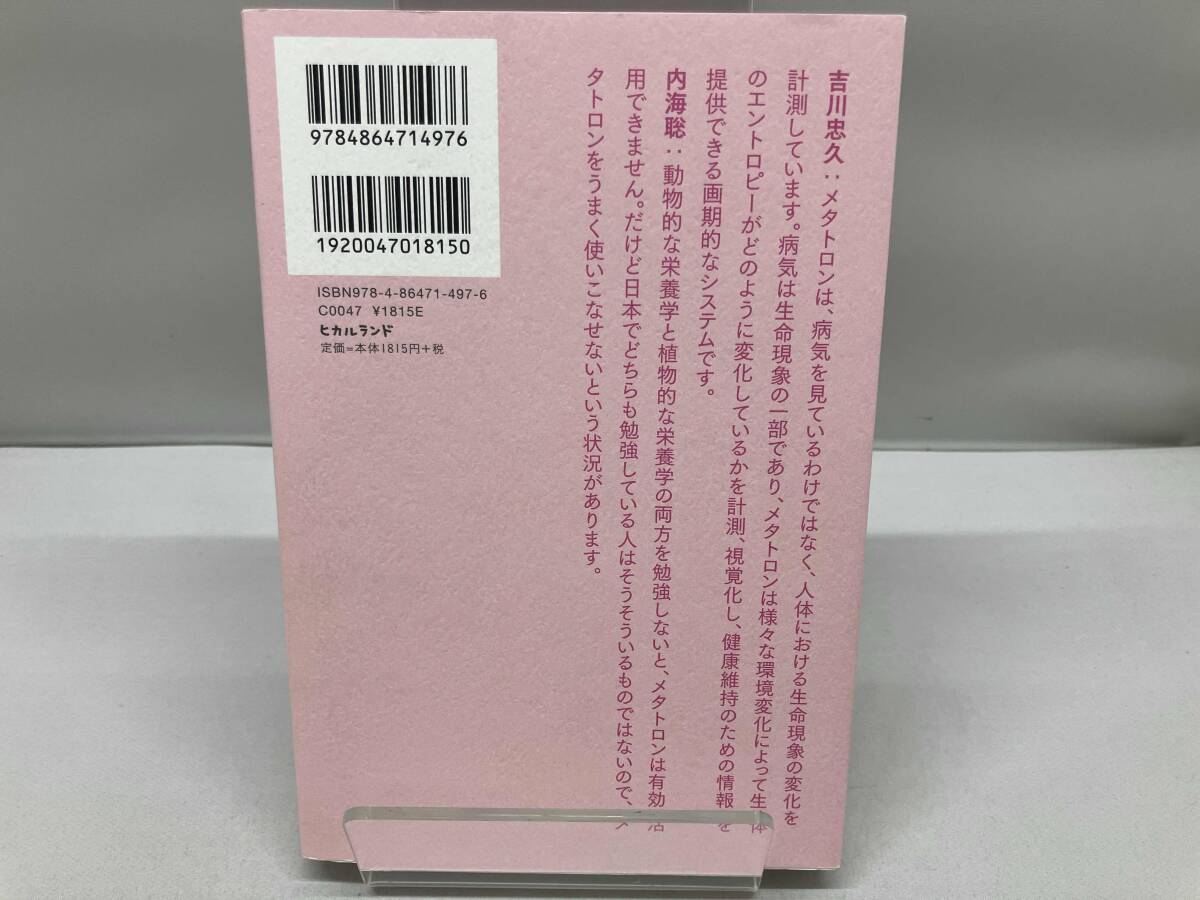 9784864714976
1920047018150
ISBN978-4-86471-497-6
C0047 ¥1815E
ヒカルランド
定価=本体1815円+税
吉川忠久：メタトロンは、病気を見ているわけではなく、人体における生命現象の変化を
計測しています。病気は生命現象の一部であり、メタトロンは様々な環境変化によって生体
のエントロピーがどのように変化しているかを計測、視覚化し、健康維持のための情報を
提供できる画期的なシステムです。
内海聡：動物的な栄養学と植物的な栄養学の両方を勉強しないと、メタトロンは有効活
用できません。だけど日本でどちらも勉強している人はそうそういるものではないので、メ
タトロンをうまく使いこなせないという状況があります。